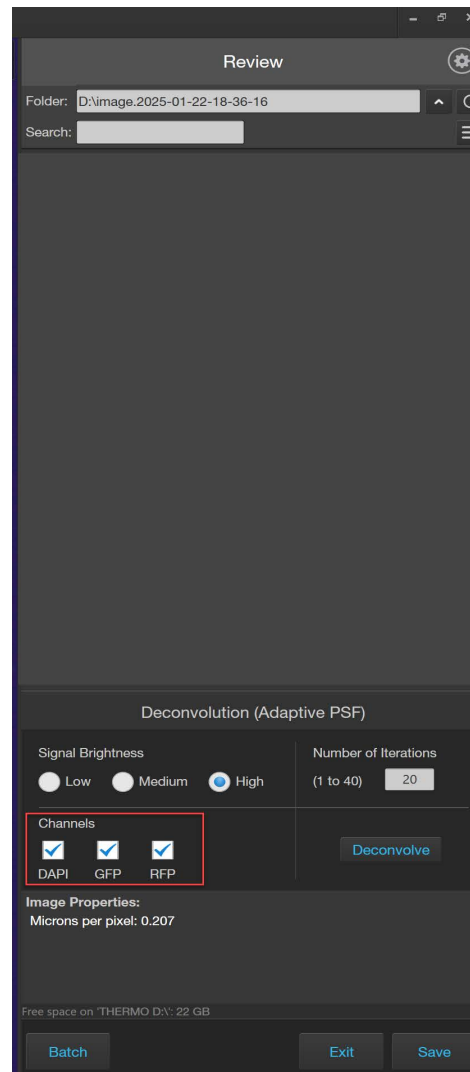 Review
Folder: D:\image.2025-01-22-18-36-16
Search:
Deconvolution (Adaptive PSF)
Signal Brightness
Number of Iterations
Low Medium High
(1 to 40) 20
Channels
DAPI GFP RFP
Deconvolve
Image Properties:
Microns per pixel: 0.207
Free space on 'THERMO D:\': 22 GB
Batch Exit Save